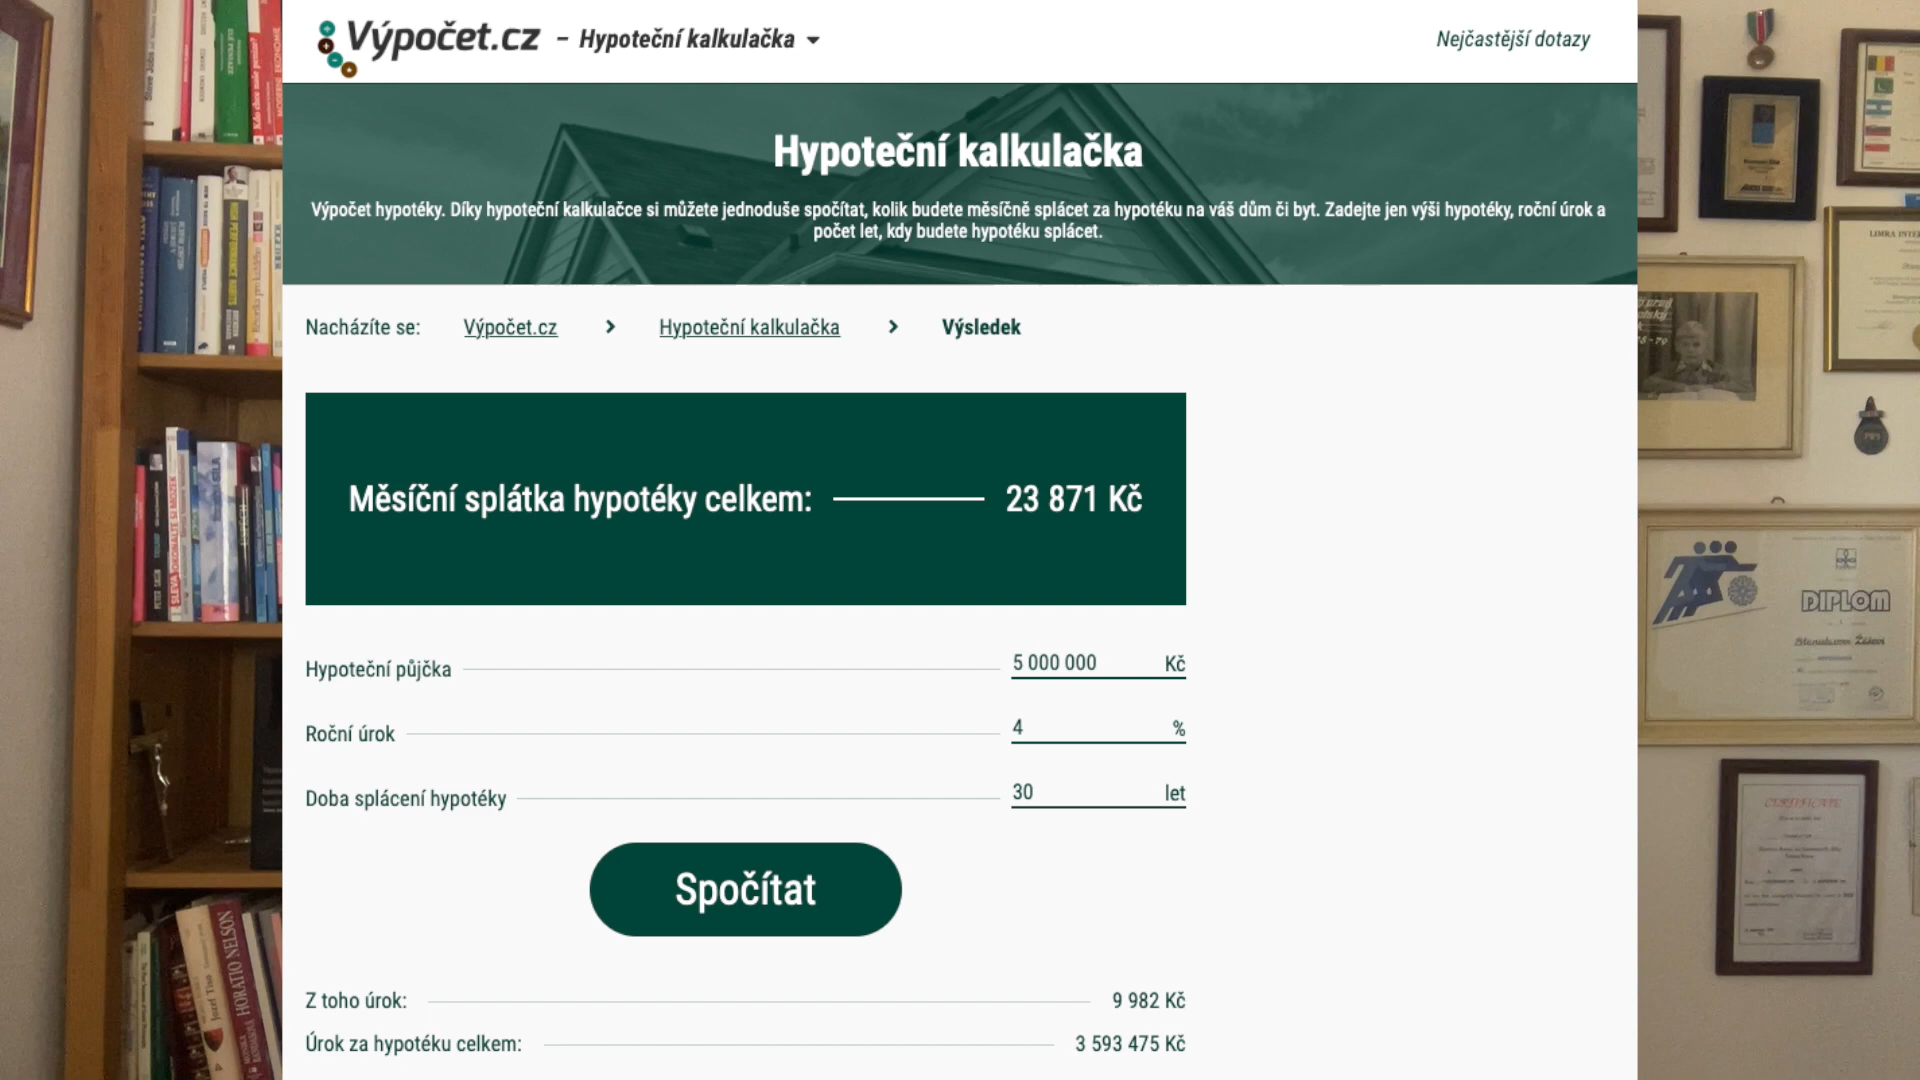 Výpočet.cz – Hypoteční kalkulačka
Nejčastější dotazy
Hypoteční kalkulačka
Výpočet hypotéky. Díky hypoteční kalkulačce si můžete jednoduše spočítat, kolik budete měsíčně splácet za hypotéku na váš dům či byt. Zadejte jen výši hypotéky, roční úrok a
počet let, kdy budete hypotéku splácet.
Nacházíte se: Výpočet.cz Hypoteční kalkulačka Výsledek
Měsíční splátka hypotéky celkem: 23 871 Kč
Hypoteční půjčka 5 000 000 Kč
Roční úrok 4 %
Doba splácení hypotéky 30 let
Spočítat
Z toho úrok: 9 982 Kč
Úrok za hypotéku celkem: 3 593 475 Kč
HORATIO NELSON
Josef Tiso
DIPLOM
CERTIFICATE